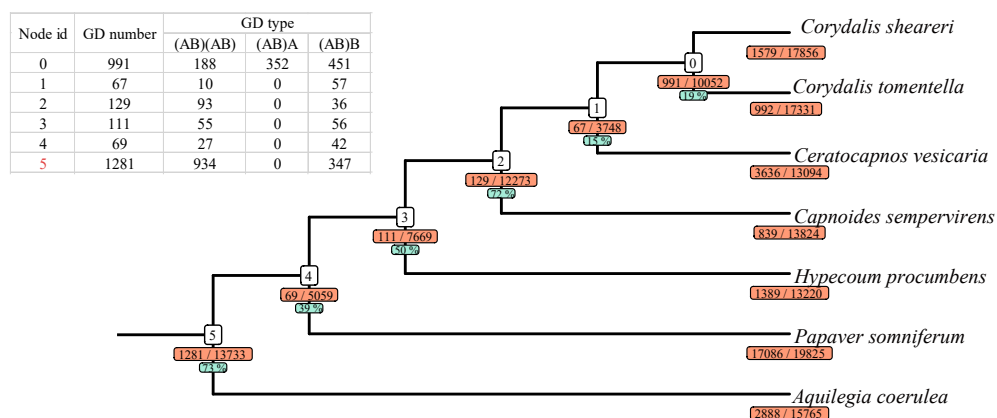 Node id GD number GD type
(AB)(AB) (AB)A (AB)B
0 991 188 352 451
1 67 10 0 57
2 129 93 0 36
3 111 55 0 56
4 69 27 0 42
5 1281 934 0 347
Corydalis sheareri
1579 / 17856
0
991 / 10052
19 %
Corydalis tomentella
992 / 17331
1
67 / 3748
15 %
Ceratocapnos vesicaria
3636 / 13094
2
129 / 12273
72 %
Capnoides sempervirens
839 / 13824
3
111 / 7669
50 %
Hypecoum procumbens
1389 / 13220
4
69 / 5059
39 %
Papaver somniferum
17086 / 19825
5
1281 / 13733
73 %
Aquilegia coerulea
2888 / 15765